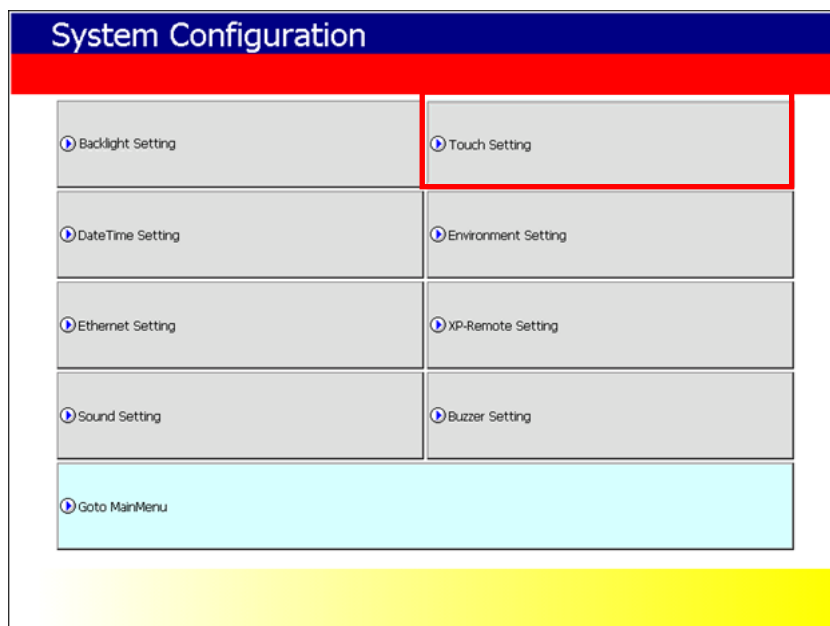 System Configuration
Backlight Setting
Touch Setting
DateTime Setting
Environment Setting
Ethernet Setting
XP-Remote Setting
Sound Setting
Buzzer Setting
Goto MainMenu